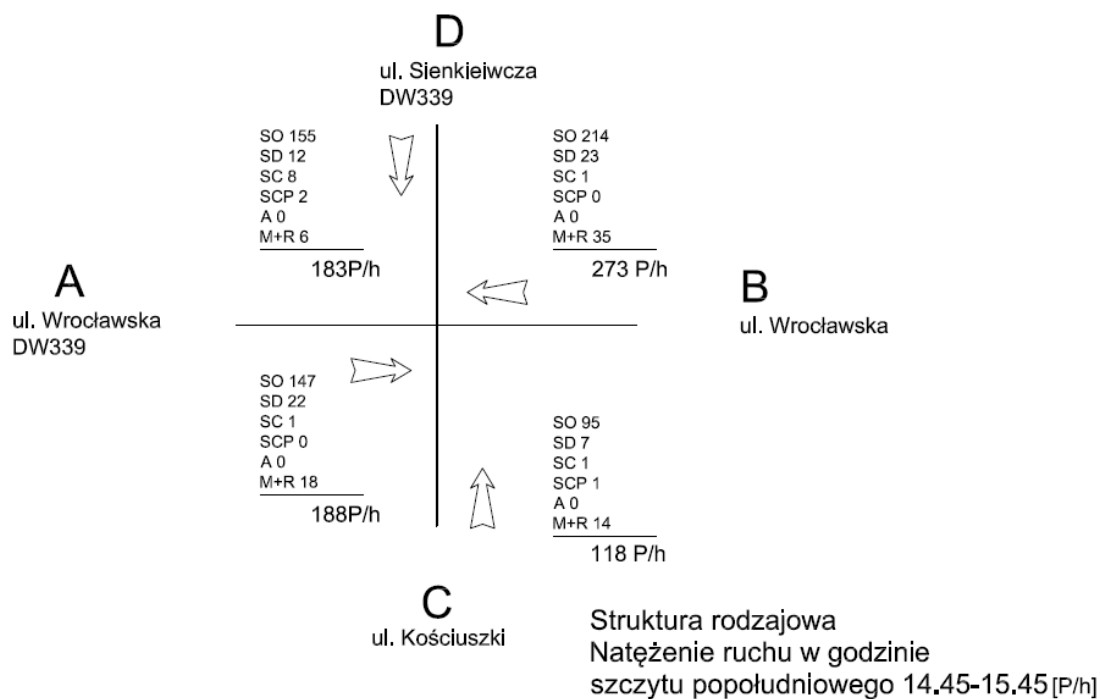 D
ul. Sienkieiwcza
DW339
SO 155
SD 12
SC 8
SCP 2
A 0
M+R 6
183P/h
SO 214
SD 23
SC 1
SCP 0
A 0
M+R 35
273 P/h
A
ul. Wrocławska
DW339
B
ul. Wrocławska
SO 147
SD 22
SC 1
SCP 0
A 0
M+R 18
188P/h
SO 95
SD 7
SC 1
SCP 1
A 0
M+R 14
118 P/h
C
ul. Kościuszki
Struktura rodzajowa
Natężenie ruchu w godzinie
szczytu popołudniowego 14.45-15.45 [P/h]